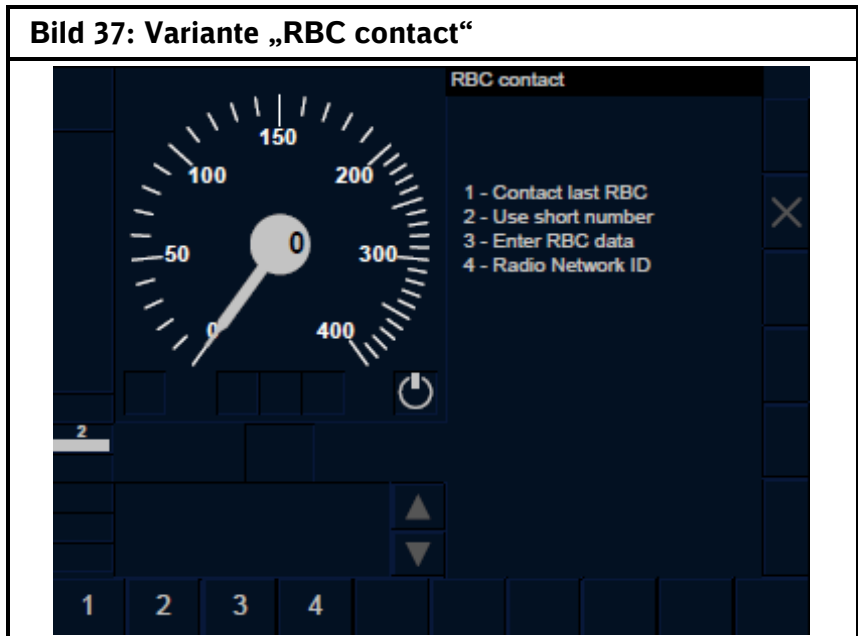 Bild 37: Variante „RBC contact“
RBC contact
150
100
200
50
0
300
0
400
1 - Contact last RBC
2 - Use short number
3 - Enter RBC data
4 - Radio Network ID
2
1 2 3 4